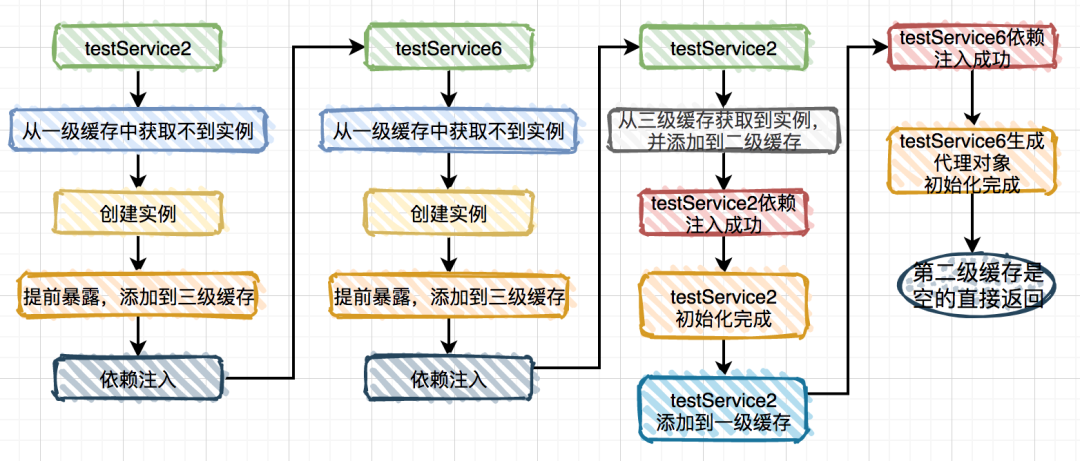 testService2
从一级缓存中获取不到实例
创建实例
提前暴露，添加到三级缓存
依赖注入
testService6
从一级缓存中获取不到实例
创建实例
提前暴露，添加到三级缓存
依赖注入
testService2
从三级缓存获取到实例，
并添加到二级缓存
testService2依赖
注入成功
testService2
初始化完成
testService2
添加到一级缓存
testService6依赖
注入成功
testService6生成
代理对象
初始化完成
第二级缓存是
空的直接返回